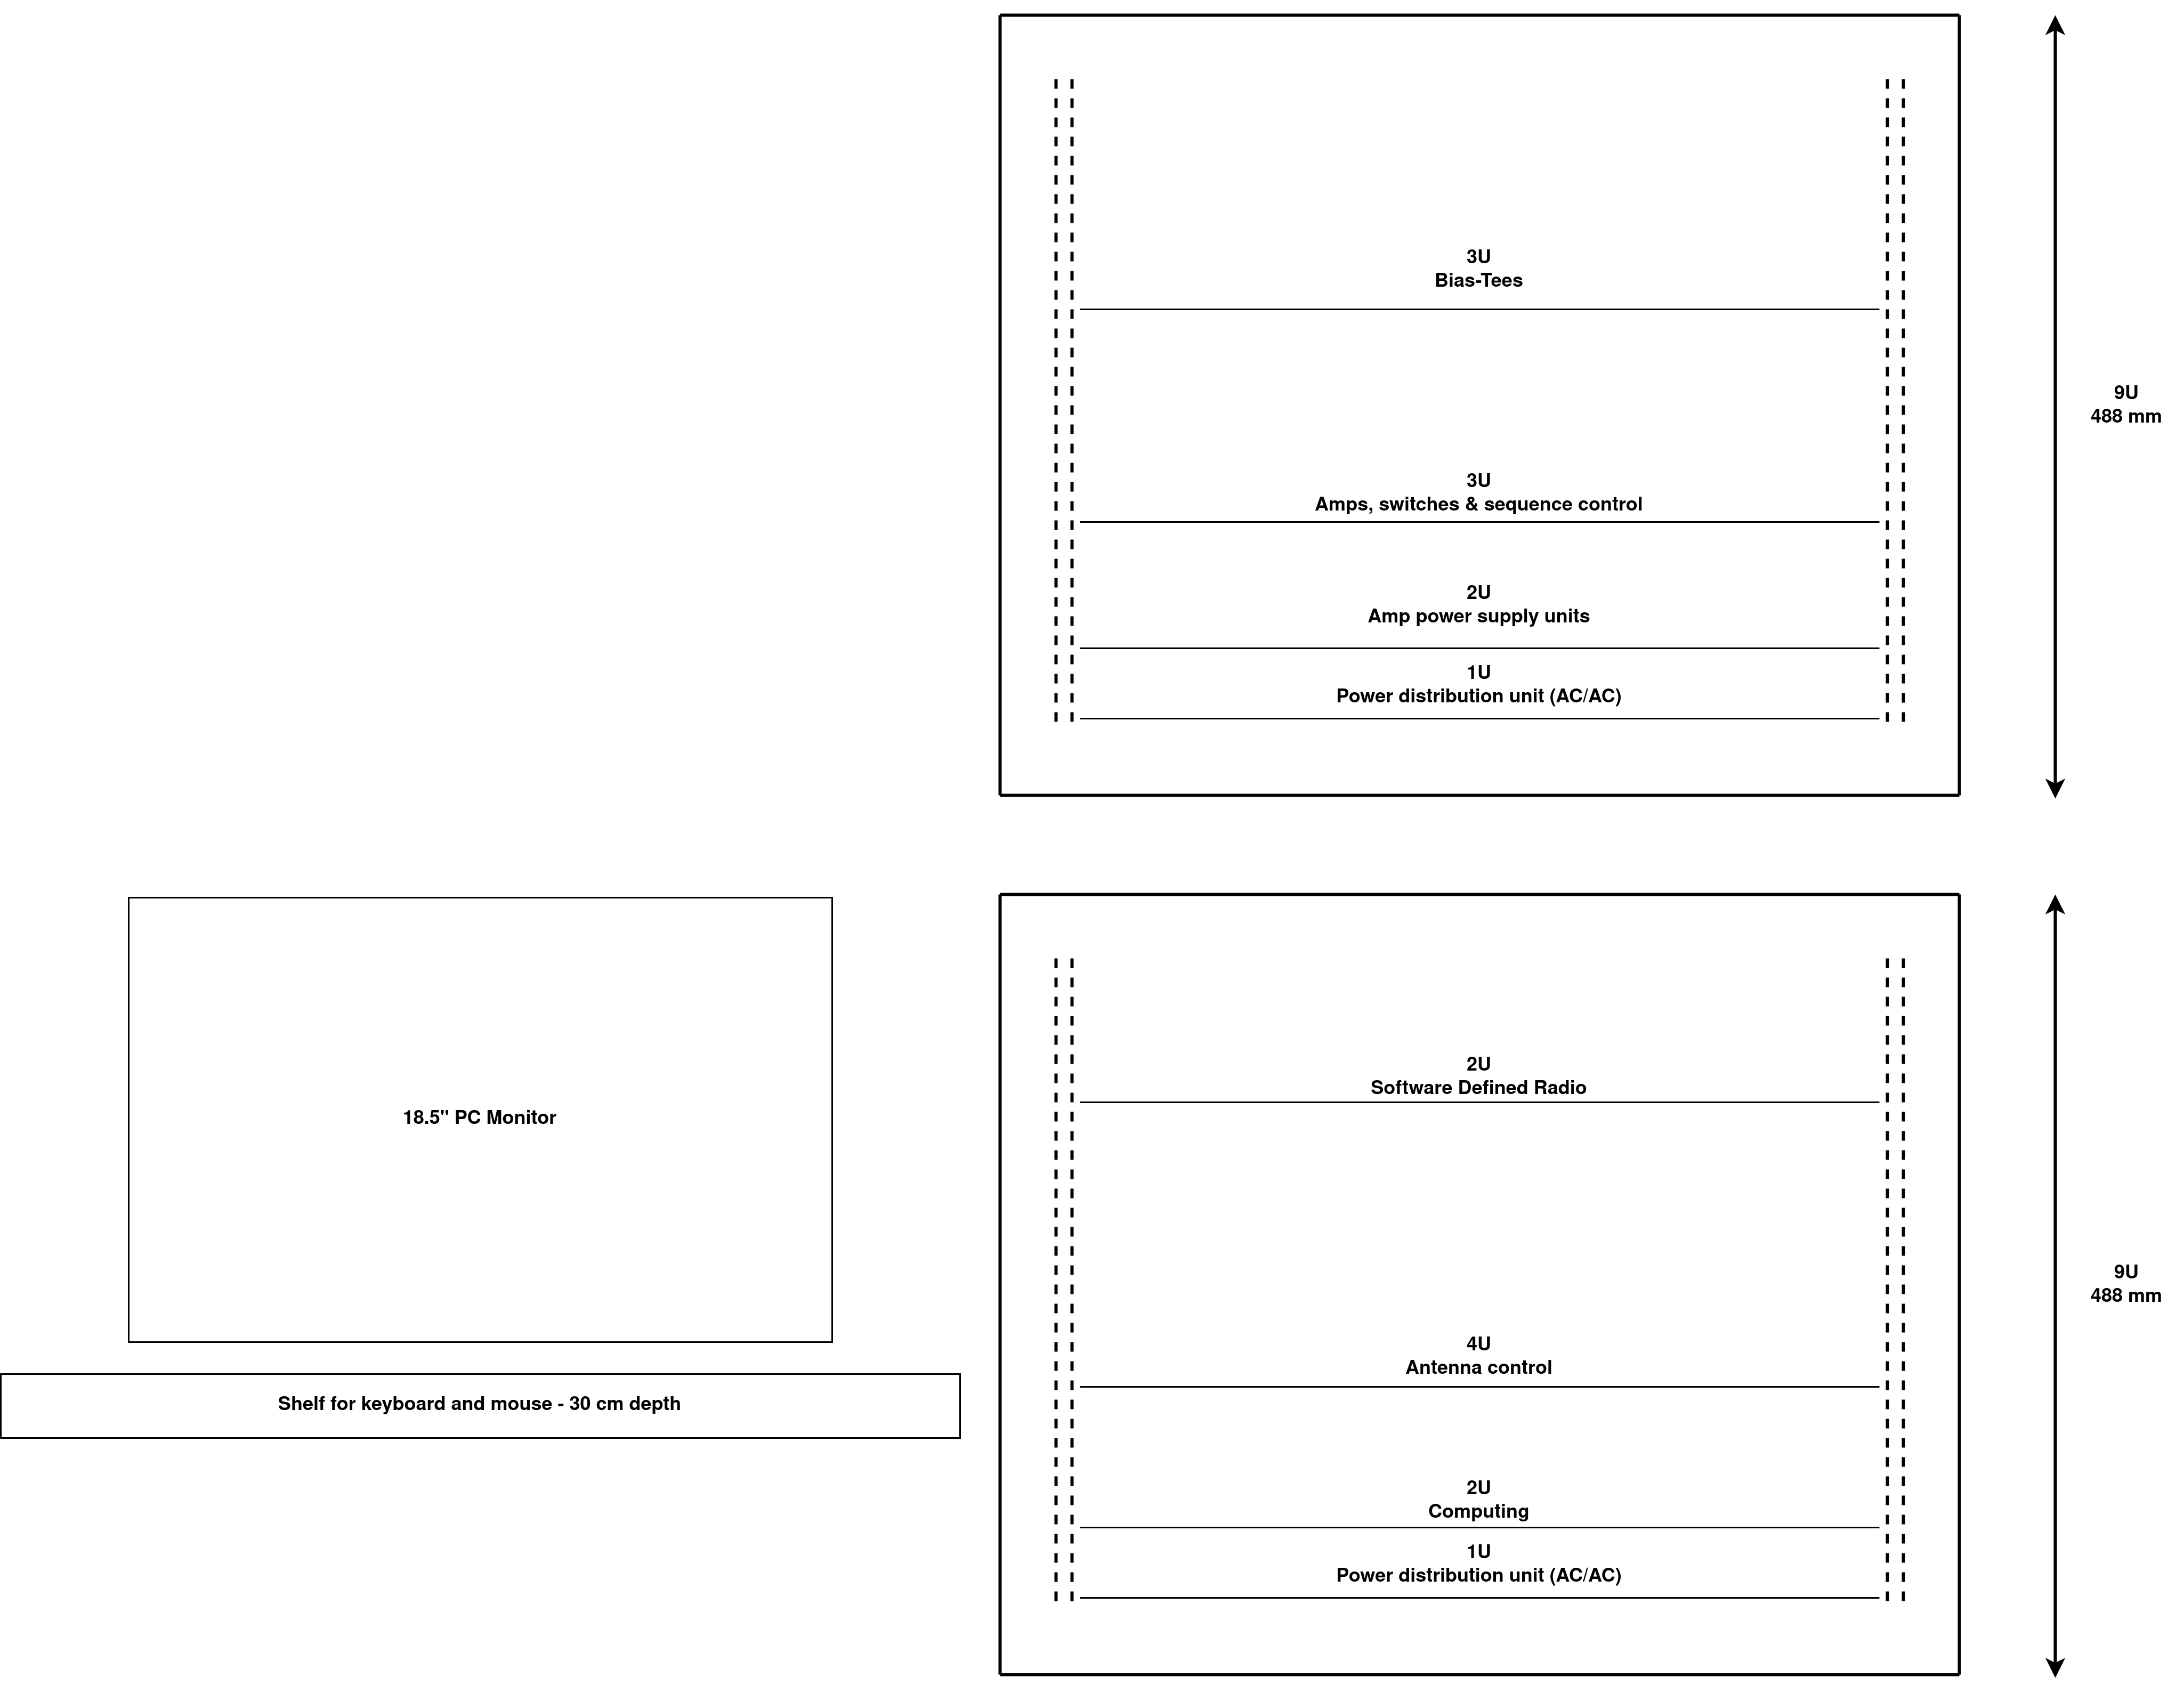 3U
Bias-Tees
9U
488 mm
3U
Amps, switches & sequence control
2U
Amp power supply units
1U
Power distribution unit (AC/AC)
2U
Software Defined Radio
18.5" PC Monitor
9U
488 mm
4U
Antenna control
Shelf for keyboard and mouse - 30 cm depth
2U
Computing
1U
Power distribution unit (AC/AC)